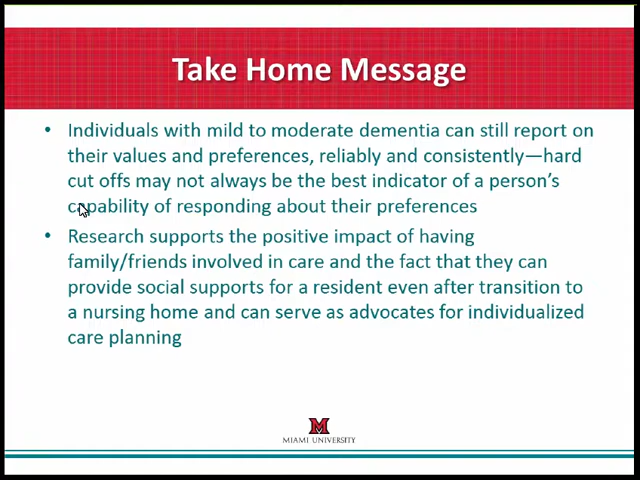 Take Home Message
• Individuals with mild to moderate dementia can still report on
their values and preferences, reliably and consistently—hard
cut offs may not always be the best indicator of a person's
capability of responding about their preferences
• Research supports the positive impact of having
family/friends involved in care and the fact that they can
provide social supports for a resident even after transition to
a nursing home and can serve as advocates for individualized
care planning
M
MIAMI UNIVERSITY